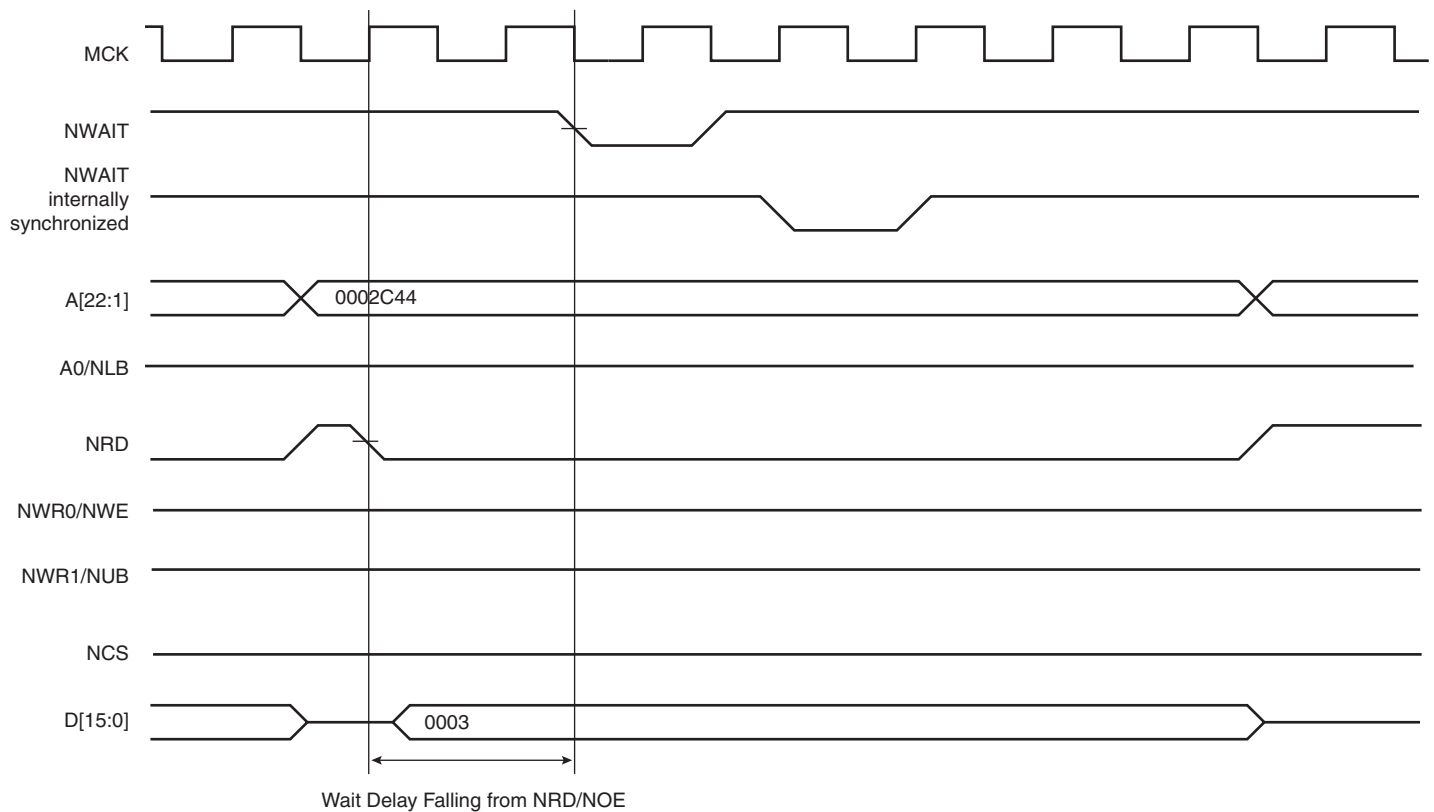 MCK
NWAIT
NWAIT
internally
synchronized
A[22:1]
0002C44
A0/NLB
NRD
NWR0/NWE
NWR1/NUB
NCS
D[15:0]
0003
Wait Delay Falling from NRD/NOE